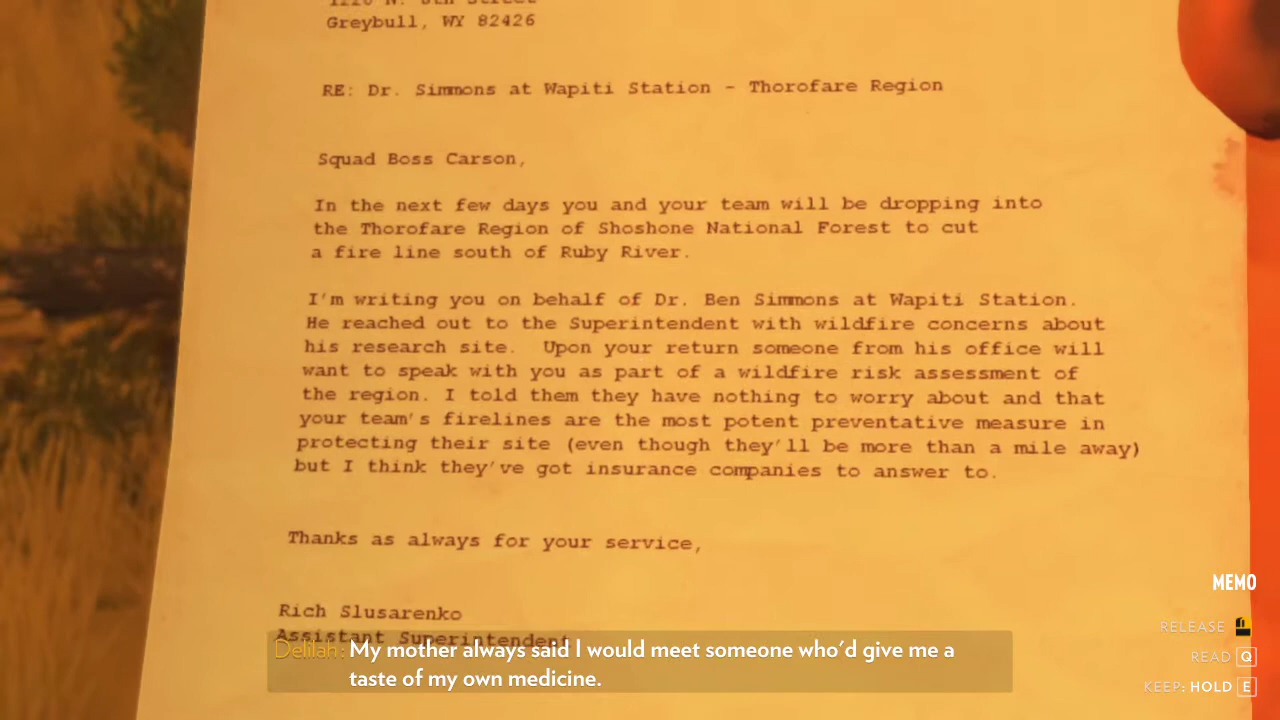 Greybull, WY 82426
RE: Dr. Simmons at Wapiti Station - Thorofare Region
Squad Boss Carson,
In the next few days you and your team will be dropping into
the Thorofare Region of Shoshone National Forest to cut
a fire line south of Ruby River.
I'm writing you on behalf of Dr. Ben Simmons at Wapiti Station.
He reached out to the Superintendent with wildfire concerns about
his research site. Upon your return someone from his office will
want to speak with you as part of a wildfire risk assessment of
the region. I told them they have nothing to worry about and that
your team's firelines are the most potent preventative measure in
protecting their site (even though they'll be more than a mile away)
but I think they've got insurance companies to answer to.
Thanks as always for your service,
Rich Slusarenko
Assistant Superintendent
Delilah: My mother always said I would meet someone who'd give me a
taste of my own medicine.
MEMO
RELEASE
READ Q
KEEP: HOLD E